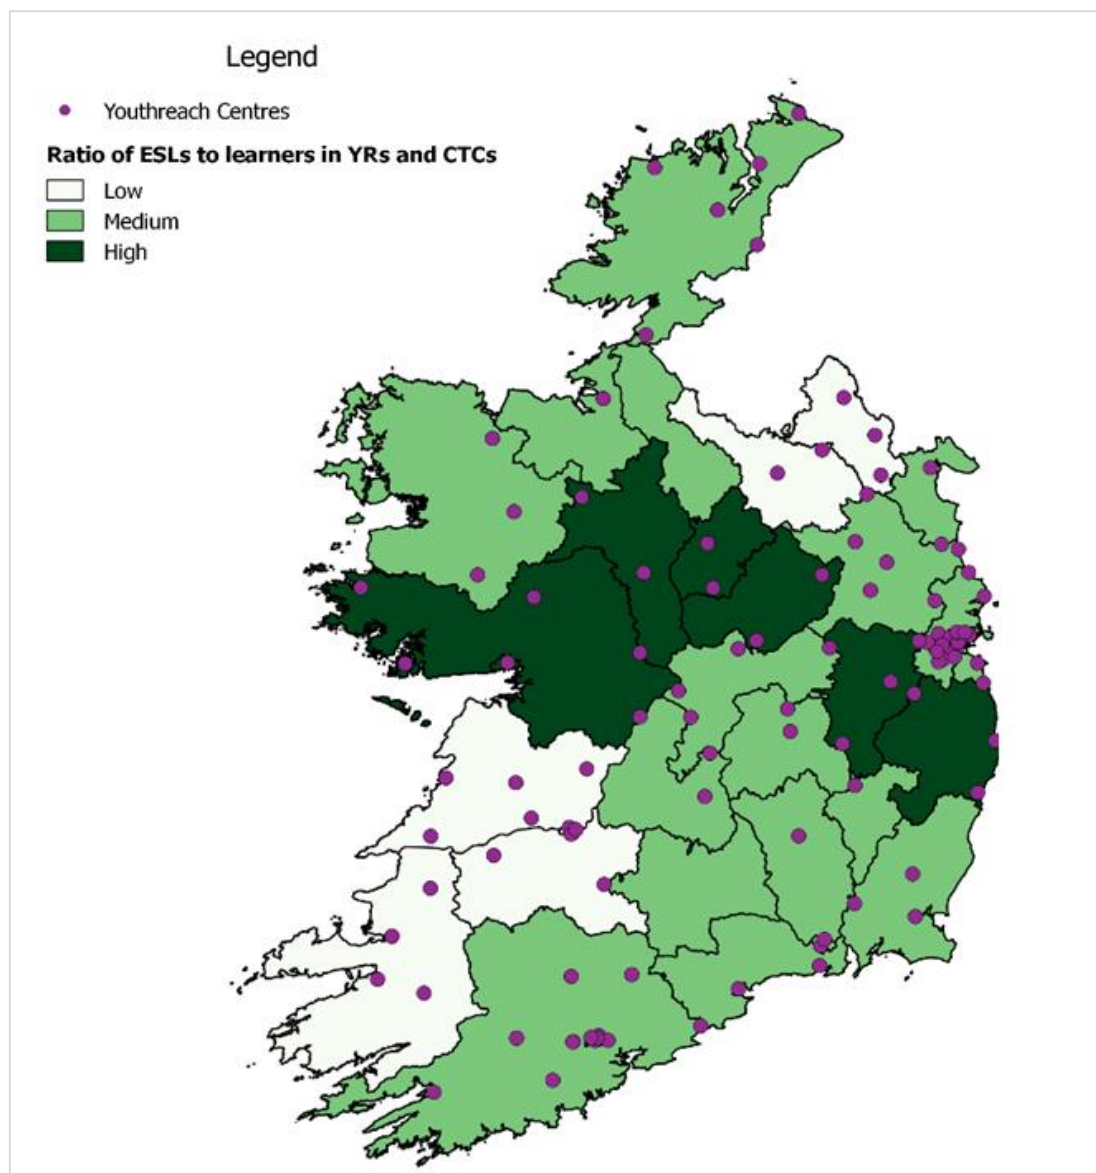 Legend
Youthreach Centres
Ratio of ESLs to learners in YRs and CTCs
Low
Medium
High